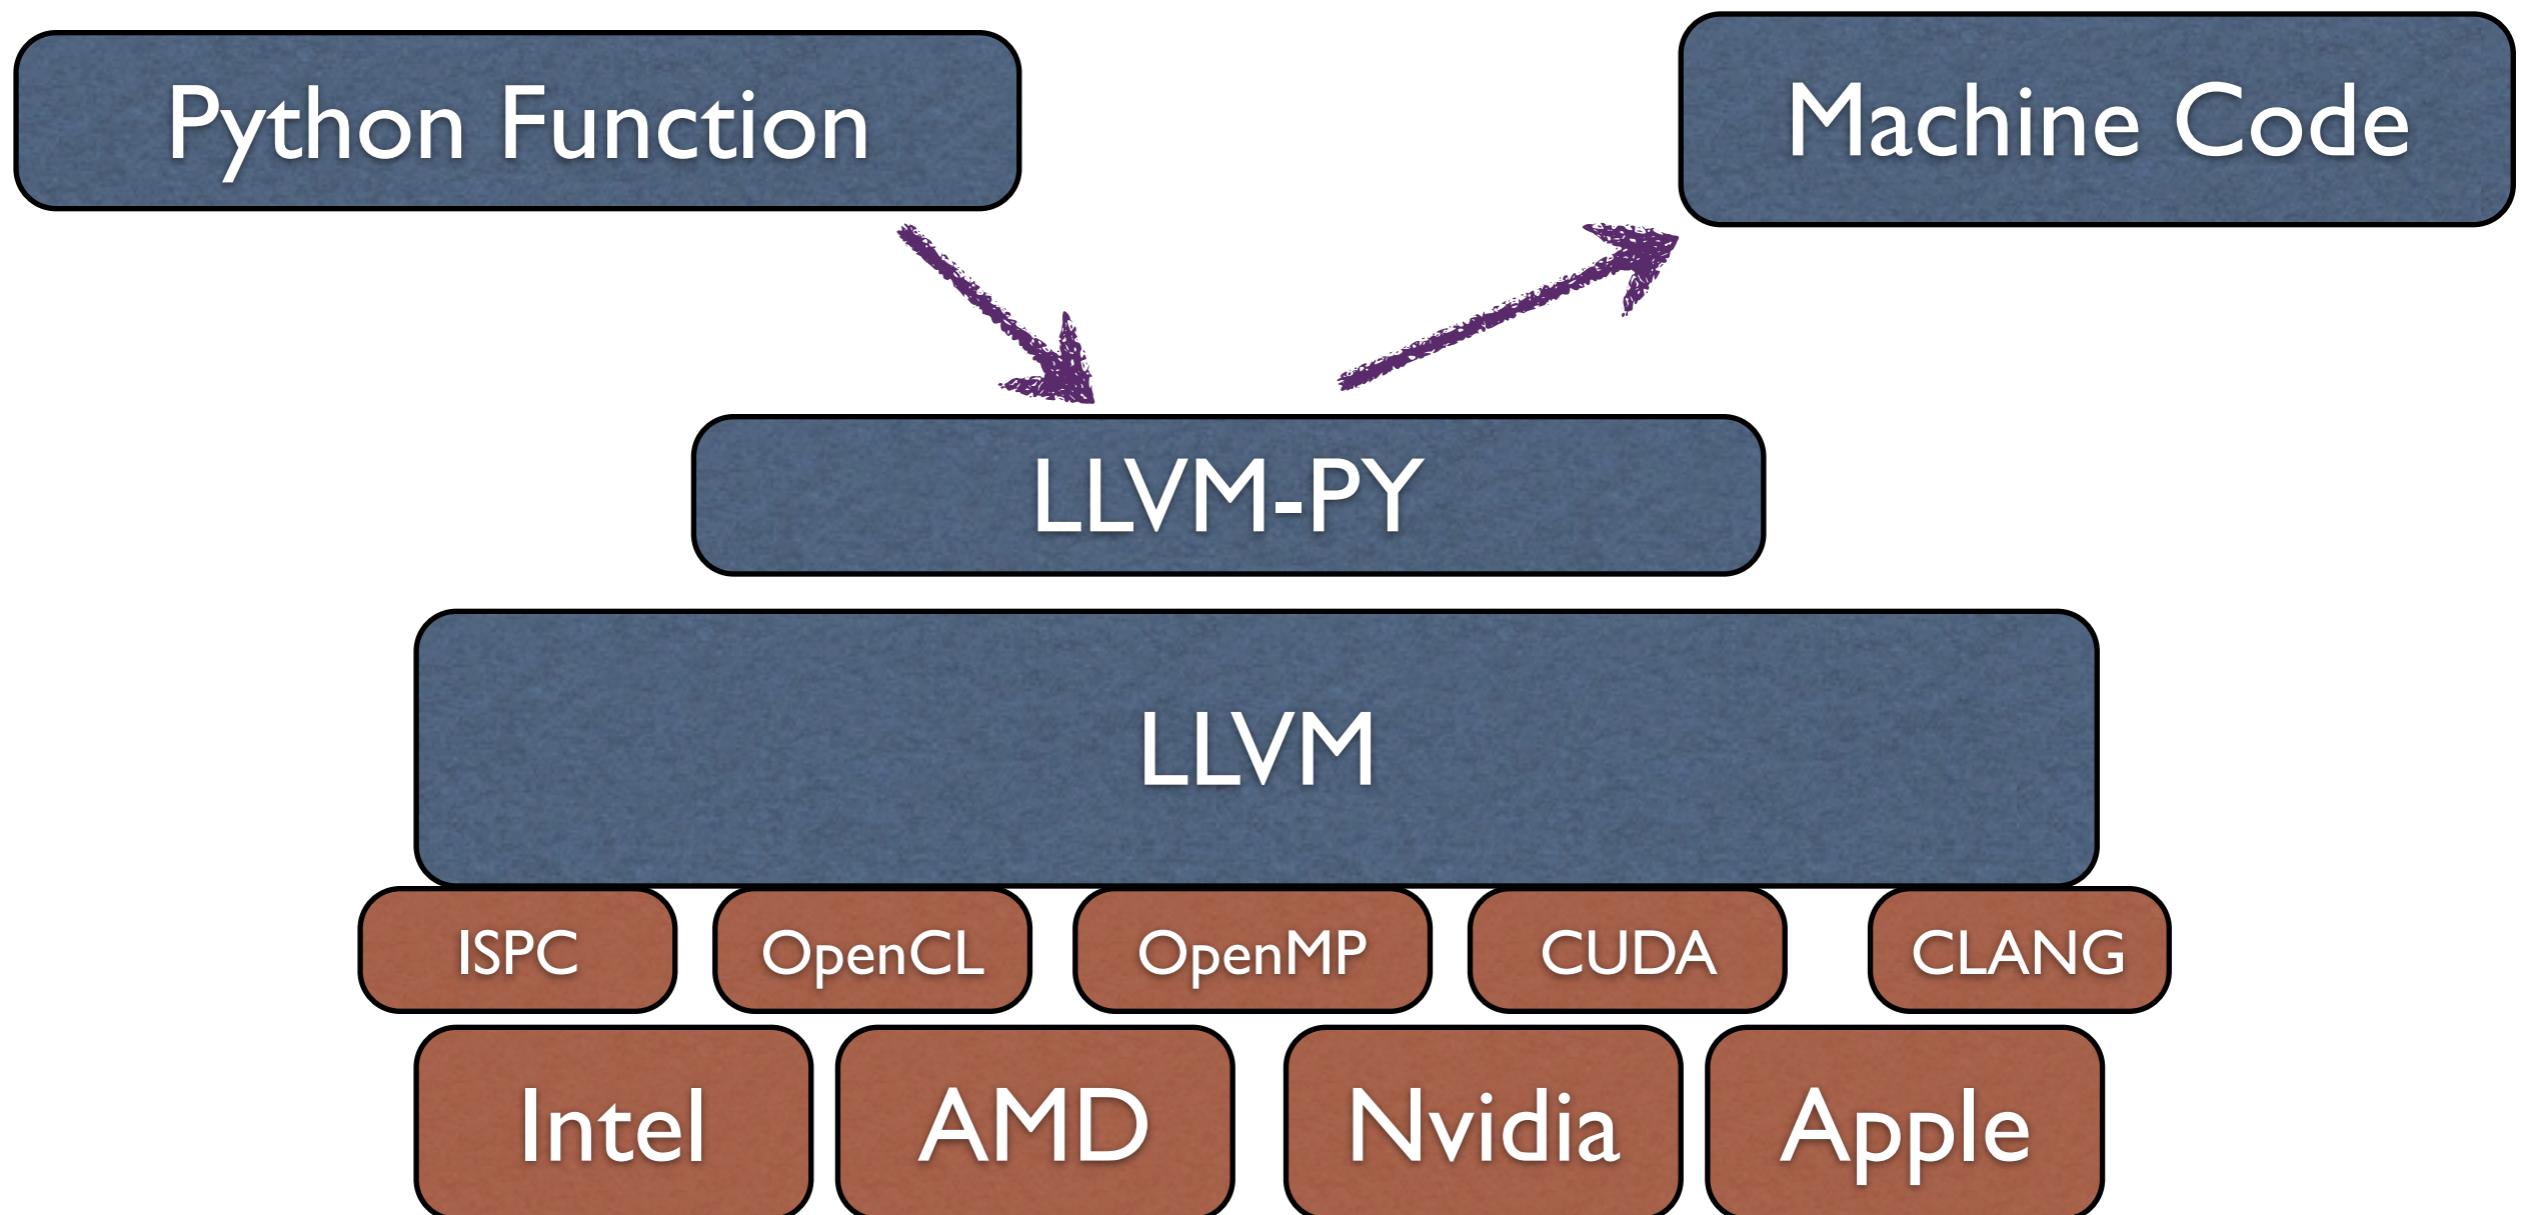 Python Function
Machine Code
LLVM-PY
LLVM
ISPC
OpenCL
OpenMP
CUDA
CLANG
Intel
AMD
Nvidia
Apple